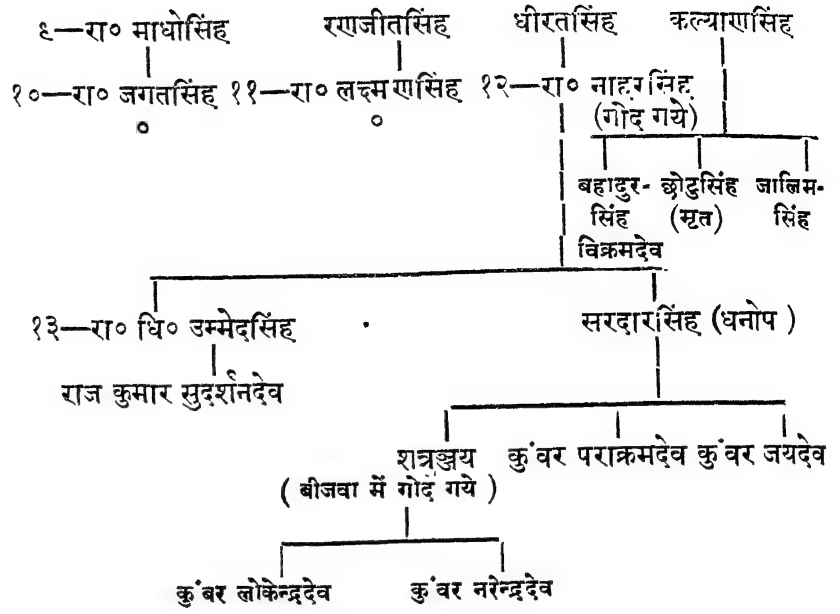 ९—रा० माधोसिंह रणजीतसिंह धीरतसिंह कल्याणसिंह
१०—रा० जगतसिंह ११—रा० लक्ष्मणसिंह १२—रा० नाहरसिंह
(गोद गये)
बहादुर- छोटुसिंह जालिम-
सिंह (मृत) सिंह
विक्रमदेव
१३—रा० धि० उम्मेदसिंह सरदारसिंह (धनोप )
राज कुमार सुदर्शनदेव
शत्रुञ्जय कुंवर पराक्रमदेव कुंवर जयदेव
( बीजवा में गोद गये )
कुंबर लोकेन्द्रदेव कुंवर नरेन्द्रदेव